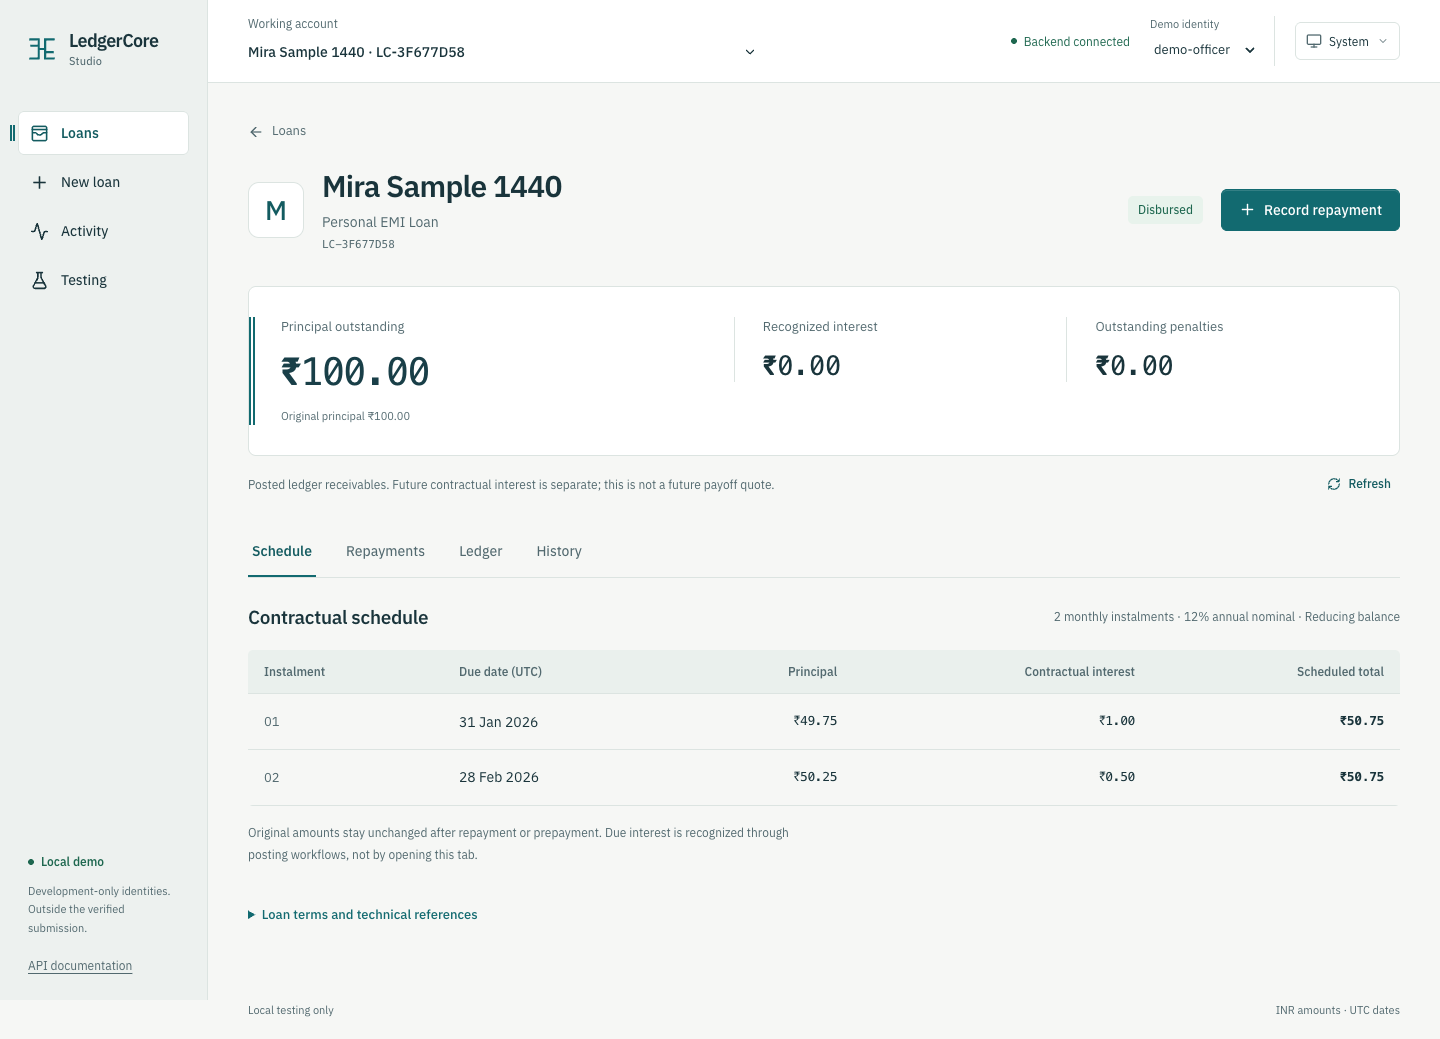 LedgerCore
Studio
Loans
New loan
Activity
Testing
Local demo
Development-only identities.
Outside the verified
submission.
API documentation
Working account
Mira Sample 1440 · LC-3F677D58
Backend connected
Demo identity
demo-officer
System
Loans
M
Mira Sample 1440
Personal EMI Loan
LC-3F677D58
Disbursed
Record repayment
Principal outstanding
₹100.00
Original principal ₹100.00
Recognized interest
₹0.00
Outstanding penalties
₹0.00
Posted ledger receivables. Future contractual interest is separate; this is not a future payoff quote.
Refresh
Schedule Repayments Ledger History
Contractual schedule
2 monthly instalments · 12% annual nominal · Reducing balance
Instalment Due date (UTC) Principal Contractual interest Scheduled total
01 31 Jan 2026 ₹49.75 ₹1.00 ₹50.75
02 28 Feb 2026 ₹50.25 ₹0.50 ₹50.75
Original amounts stay unchanged after repayment or prepayment. Due interest is recognized through
posting workflows, not by opening this tab.
Loan terms and technical references
Local testing only
INR amounts · UTC dates